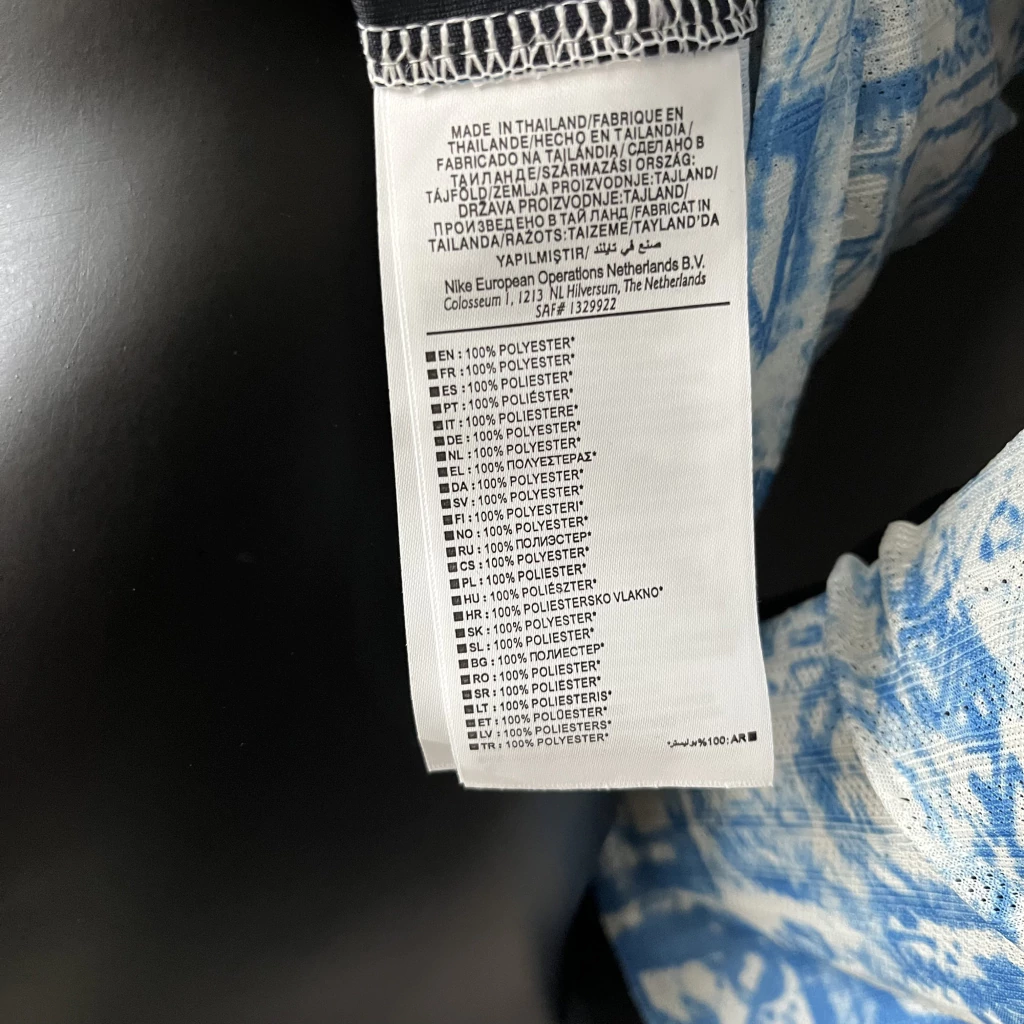 MADE IN THAILAND/FABRIQUE EN
THAILANDE/HECHO EN TAILANDIA/
FABRICADO NA TAJLÂNDIA/СДЕЛАНО В
ТАИЛАНДЕ/SZÁRMAZÁSI ORSZÁG:
TÁJFÖLD/ZEMLJA PROIZVODNJE:TAJLAND/
DRŽAVA PROIZVODNJE:TAJLAND/
ПРОИЗВЕДЕНО В ТАЙ ЛАНД/FABRICAT IN
TAILANDA/RAŽOTS:TAIZEME/TAYLAND'DA
YAPILMIŞTIR/ صنع في تايلند
Nike European Operations Netherlands B.V.
Colosseum 1, 1213 NL Hilversum, The Netherlands
SAF# 1329922
EN : 100% POLYESTER*
FR : 100% POLYESTER*
ES : 100% POLIÉSTER*
PT : 100% POLIÉSTER*
IT : 100% POLIESTERE*
DE : 100% POLYESTER*
NL : 100% POLYESTER*
EL : 100% ΠΟΛΥΕΣΤΕΡΑΣ*
DA : 100% POLYESTER*
SV : 100% POLYESTER*
FI : 100% POLYESTERI*
NO : 100% POLYESTER*
RU : 100% ПОЛИЭСТЕР*
CS : 100% POLYESTER*
PL : 100% POLIESTER*
HU : 100% POLIÉSZTER*
HR : 100% POLIESTERSKO VLAKNO*
SK : 100% POLYESTER*
SL : 100% POLIESTER*
BG : 100% ПОЛИЕСТЕР*
RO : 100% POLIESTER*
SR : 100% POLIESTER*
LT : 100% POLIESTERIS*
ET : 100% POLÜESTER*
LV : 100% POLIESTERS*
TR : 100% POLYESTER*
AR :100% بوليستر*